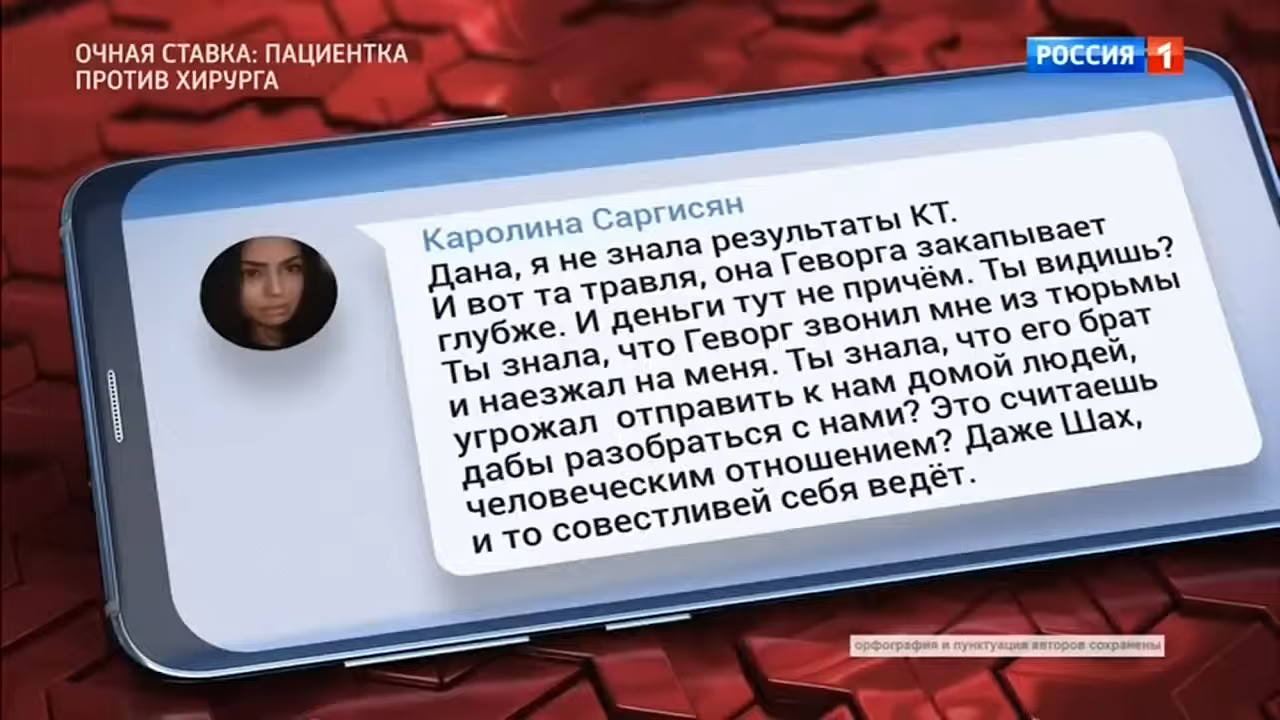 ОЧНАЯ СТАВКА: ПАЦИЕНТКА
ПРОТИВ ХИРУРГА
РОССИЯ 1
Каролина Саргисян
Дана, я не знала результаты КТ.
И вот та травля, она Геворга закапывает
глубже. И деньги тут не причём. Ты видишь?
Ты знала, что Геворг звонил мне из тюрьмы
и наезжал на меня. Ты знала, что его брат
угрожал отправить к нам домой людей,
дабы разобраться с нами? Это считаешь
человеческим отношением? Даже Шах,
и то совестливей себя ведёт.
орфография и пунктуация авторов сохранены